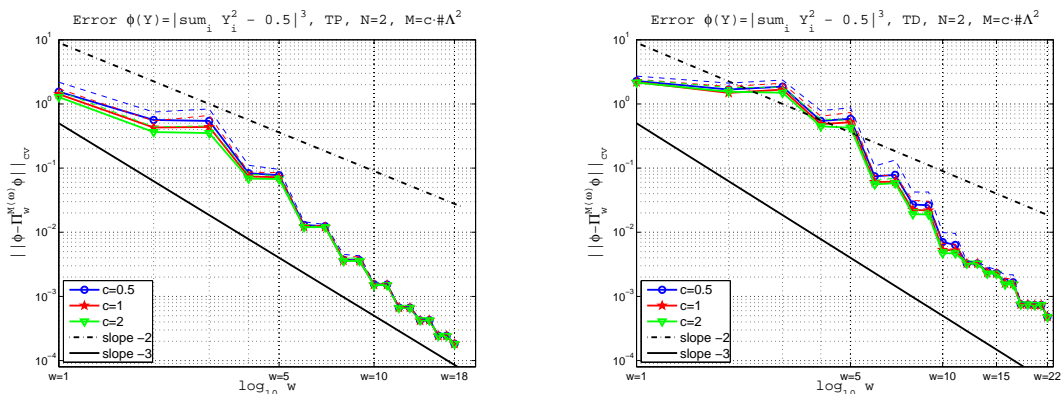 Error ϕ(Y)=|sum_i Y_i^2 - 0.5|^3, TP, N=2, M=c·#Λ^2
10^1
10^0
10^-1
10^-2
10^-3
10^-4
||ϕ-Π_w^M(ω) ϕ||_cv
c=0.5
c=1
c=2
slope -2
slope -3
w=1 w=5 w=10 w=18
log_10 w
Error ϕ(Y)=|sum_i Y_i^2 - 0.5|^3, TD, N=2, M=c·#Λ^2
10^1
10^0
10^-1
10^-2
10^-3
10^-4
||ϕ-Π_w^M(ω) ϕ||_cv
c=0.5
c=1
c=2
slope -2
slope -3
w=1 w=5 w=10 w=15 w=22
log_10 w